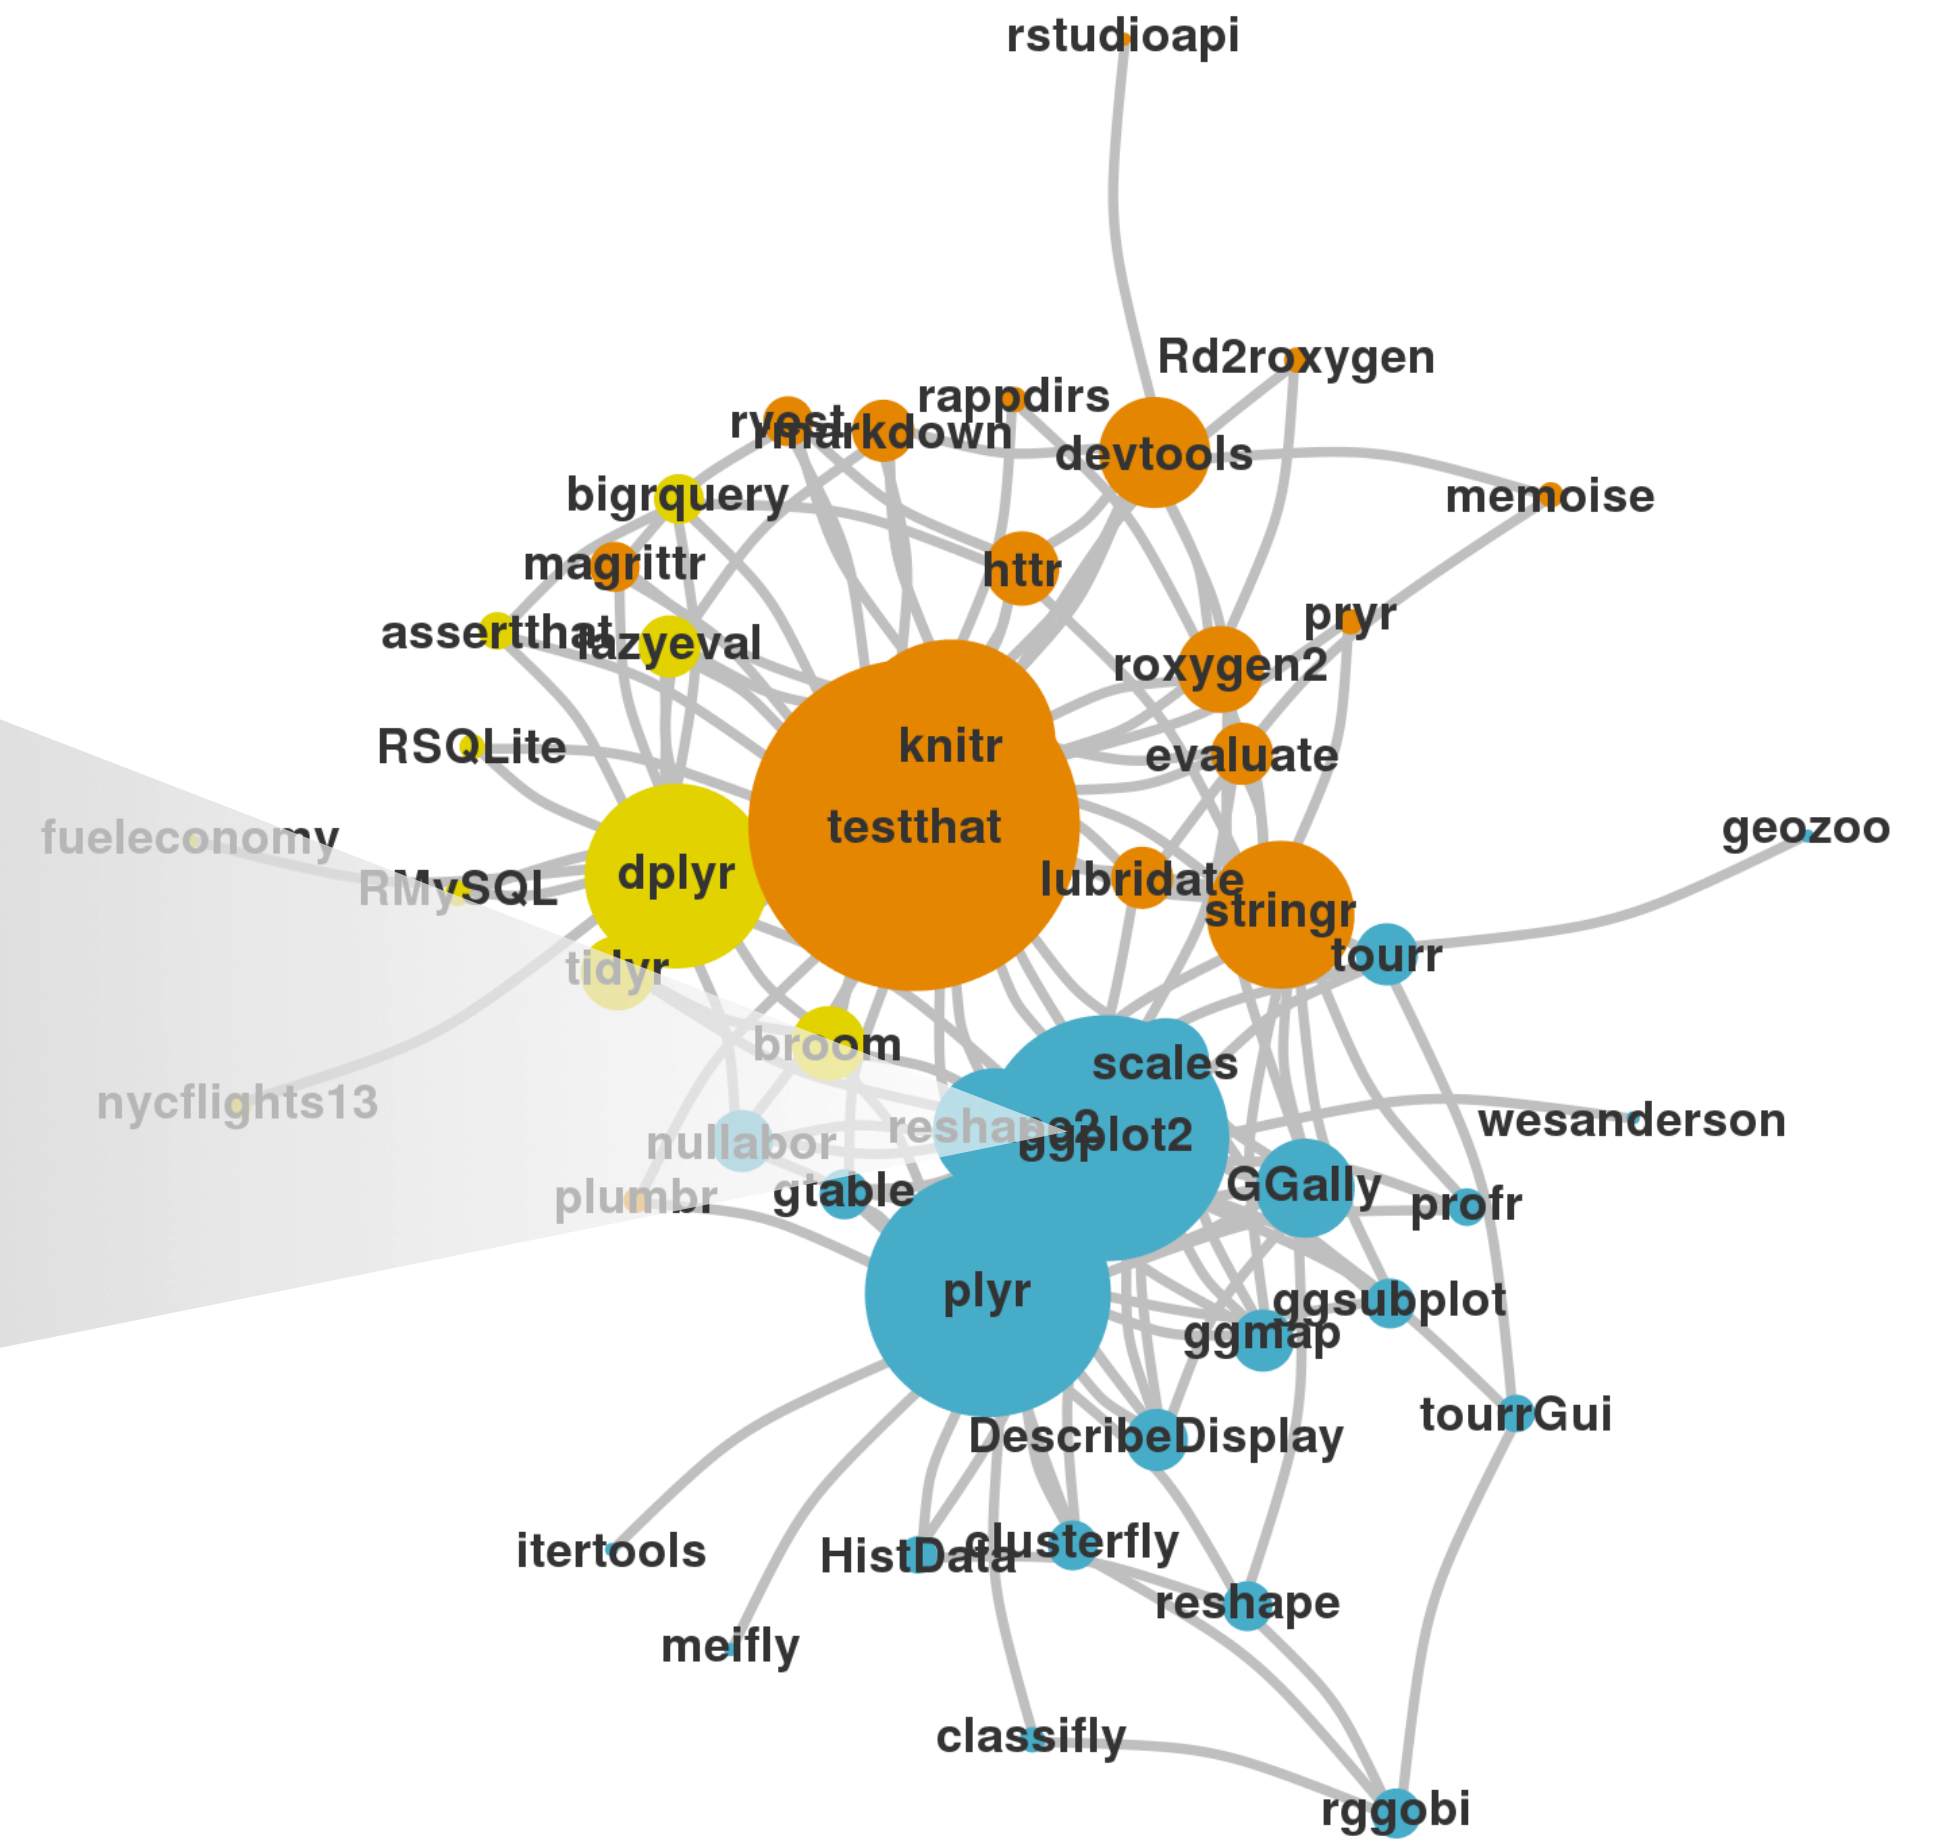 rstudioapi
Rd2roxygen
rappdirs
rvest
rmarkdown
devtools
bigrquery
memoise
magrittr
httr
pryr
assertthat
lazyeval
roxygen2
RSQLite
knitr
evaluate
testthat
geozoo
fueleconomy
dplyr
lubridate
RMySQL
stringr
tourr
tidyr
broom
scales
nycflights13
wesanderson
reshape2
ggplot2
nullabor
GGally
plumbr
gtable
profr
plyr
ggsubplot
ggmap
tourrGui
DescribeDisplay
clusterfly
itertools
HistData
reshape
meifly
classifly
rggobi